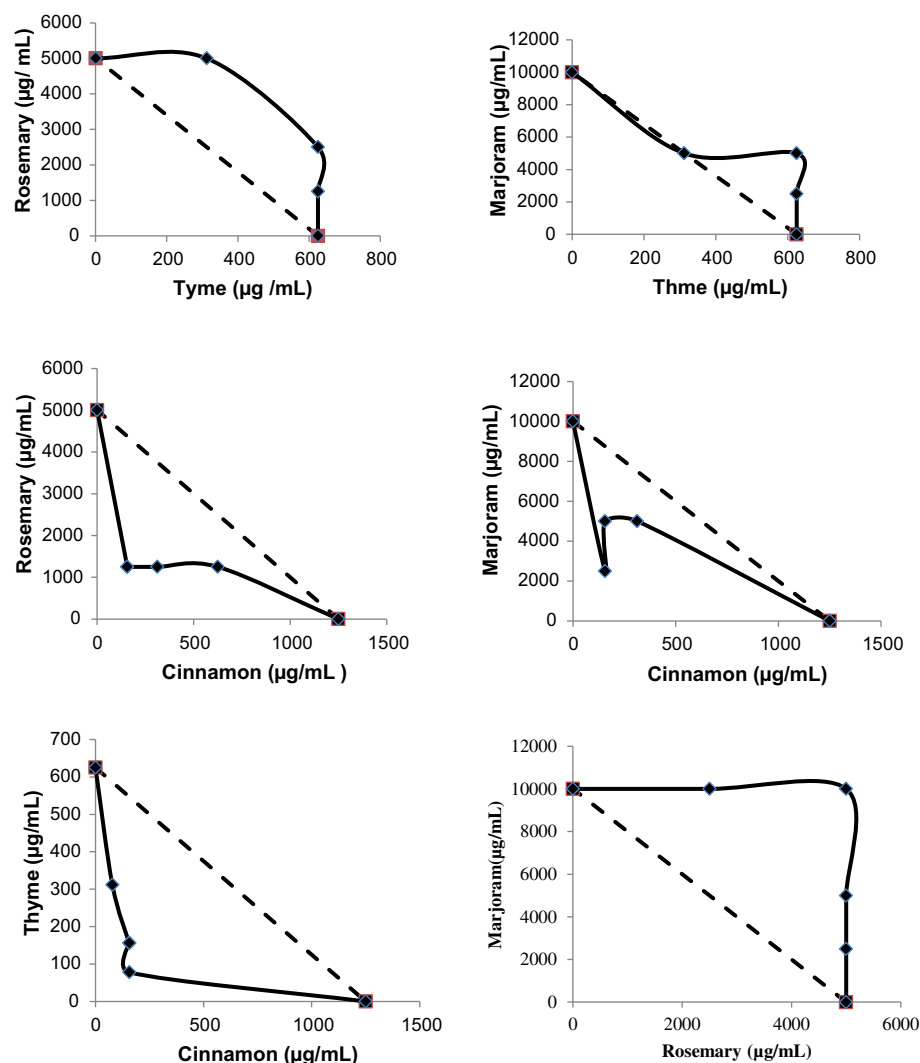 Rosemary (µg/ mL)
6000
5000
4000
3000
2000
1000
0
0 200 400 600 800
Tyme (µg /mL)
Marjoram (µg/mL)
12000
10000
8000
6000
4000
2000
0
0 200 400 600 800
Thme (µg/mL)
Rosemary (µg/mL)
6000
5000
4000
3000
2000
1000
0
0 500 1000 1500
Cinnamon (µg/mL )
Marjoram (µg/mL)
12000
10000
8000
6000
4000
2000
0
0 500 1000 1500
Cinnamon (µg/mL)
Thyme (µg/mL)
700
600
500
400
300
200
100
0
0 500 1000 1500
Cinnamon (µg/mL)
Marjoram(µg/mL)
12000
10000
8000
6000
4000
2000
0
0 2000 4000 6000
Rosemary (µg/mL)